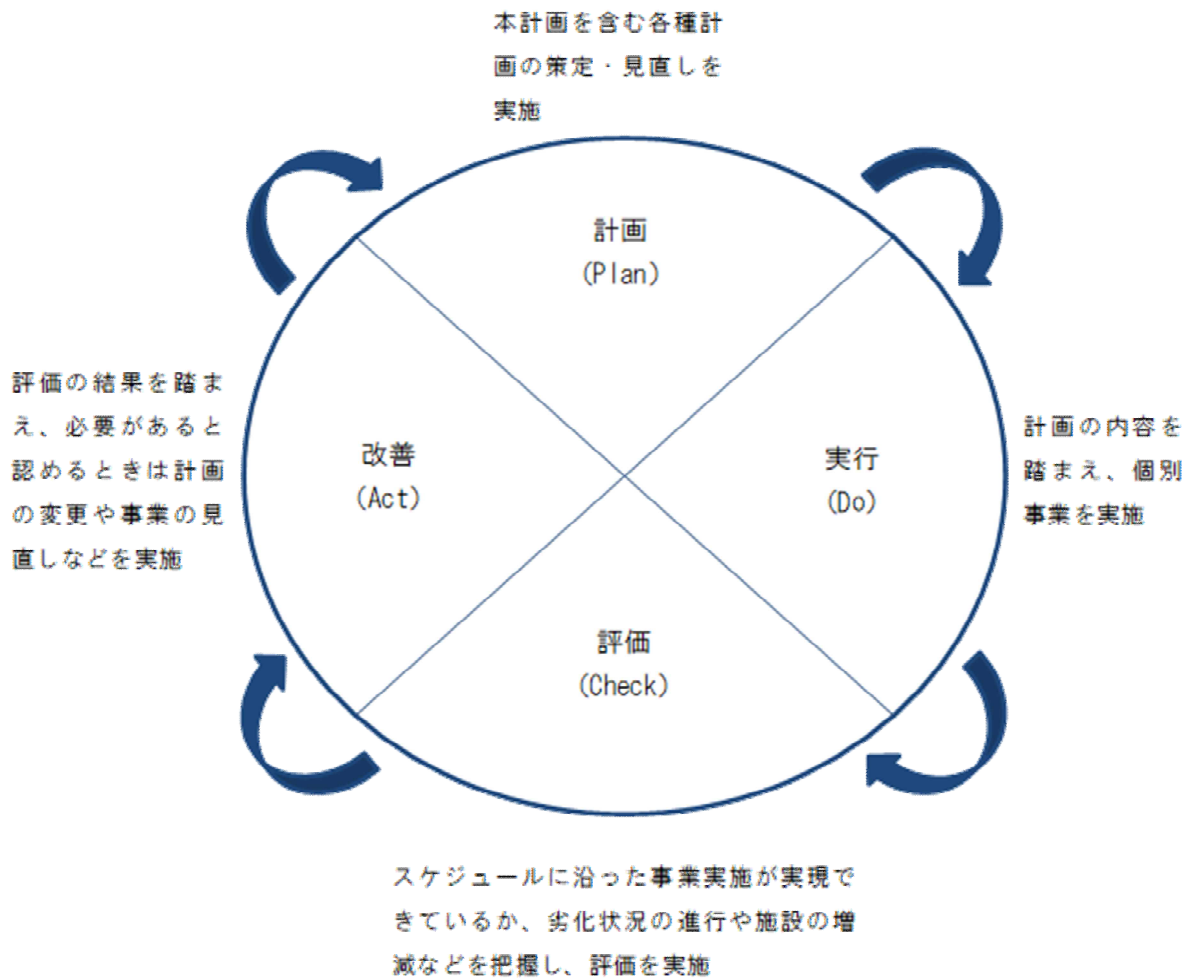 本計画を含む各種計
画の策定・見直しを
実施
計画
(Plan)
評価の結果を踏ま
え、必要があると
認めるときは計画
の変更や事業の見
直しなどを実施
改善
(Act)
実行
(Do)
計画の内容を
踏まえ、個別
事業を実施
評価
(Check)
スケジュールに沿った事業実施が実現で
きているか、劣化状況の進行や施設の増
減などを把握し、評価を実施